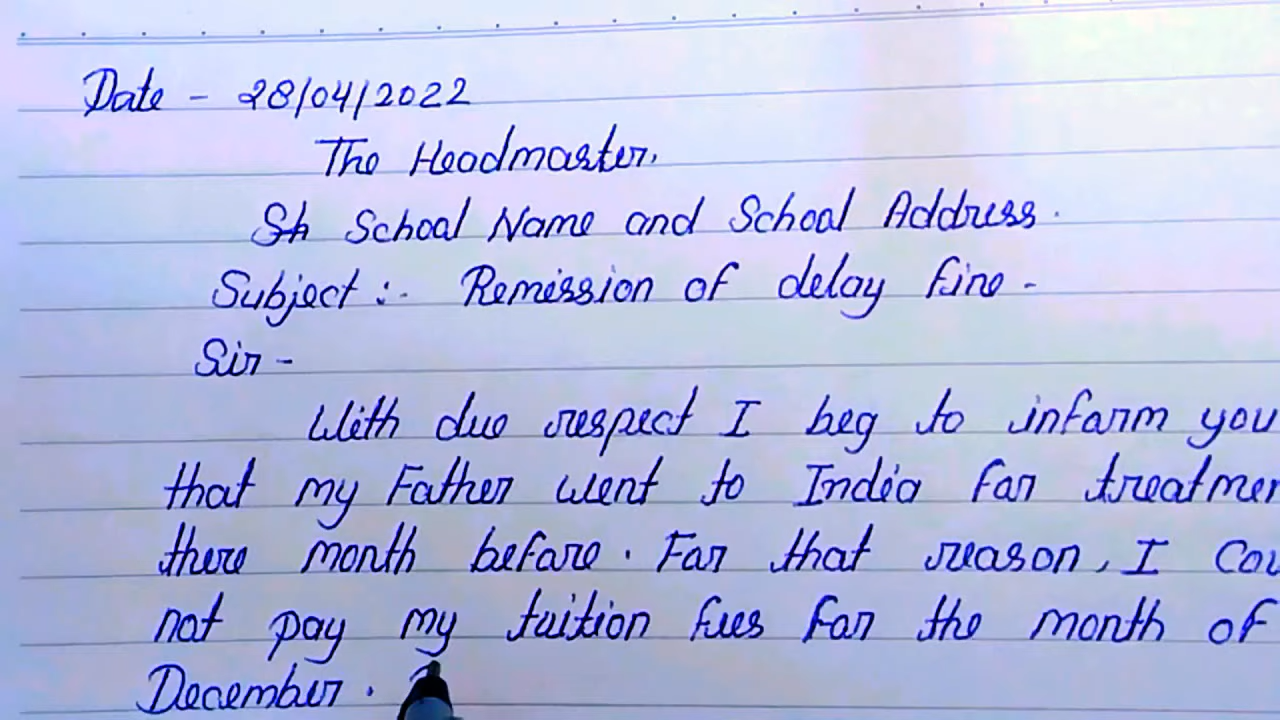 Date - 28/04/2022
The Headmaster.
Sh School Name and School Address.
Subject :- Remission of delay fine -
Sir -
With due respect I beg to inform you
that my Father went to India for treatmen
there month before. For that reason, I Cou
not pay my tuition fees for the month of
December.